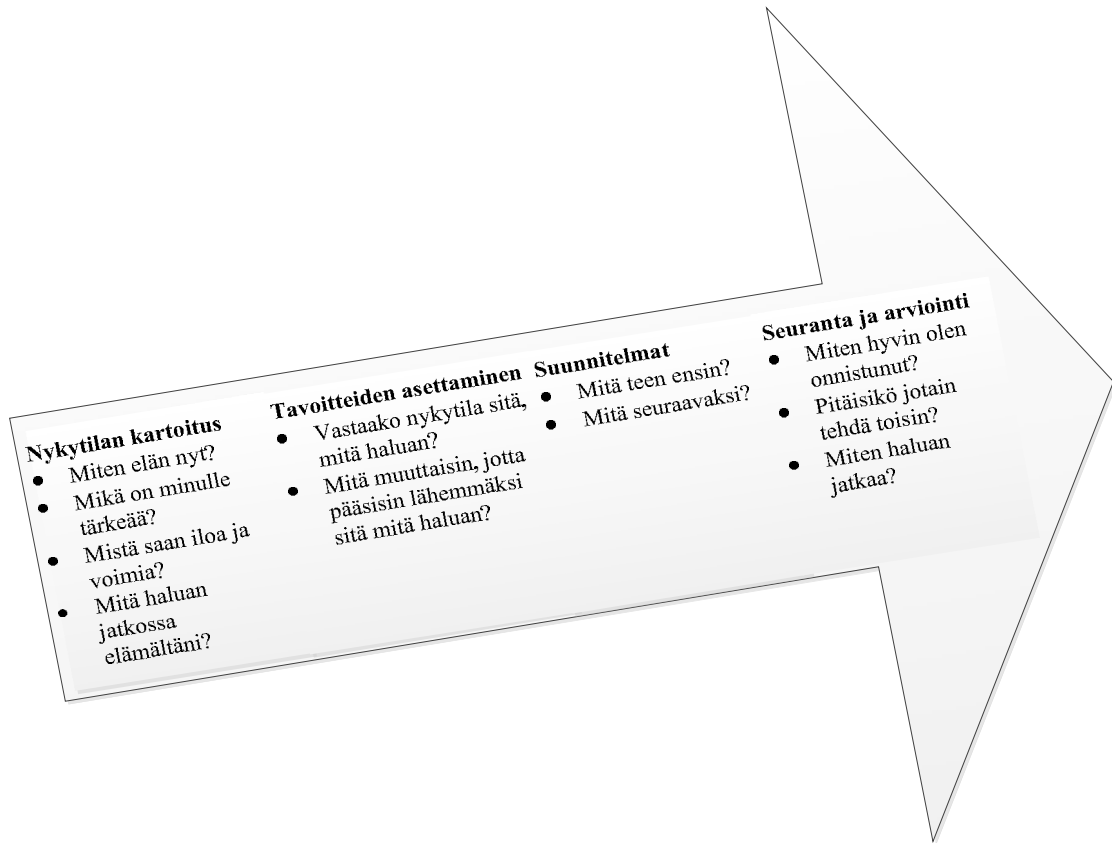 Nykytilan kartoitus
Miten elän nyt?
Mikä on minulle
tärkeää?
Mistä saan iloa ja
voimia?
Mitä haluan
jatkossa
elämältäni?
Tavoitteiden asettaminen
Vastaako nykytila sitä,
mitä haluan?
Mitä muuttaisin, jotta
pääsisin lähemmäksi
sitä mitä haluan?
Suunnitelmat
Mitä teen ensin?
Mitä seuraavaksi?
Seuranta ja arviointi
Miten hyvin olen
onnistunut?
Pitäisikö jotain
tehdä toisin?
Miten haluan
jatkaa?